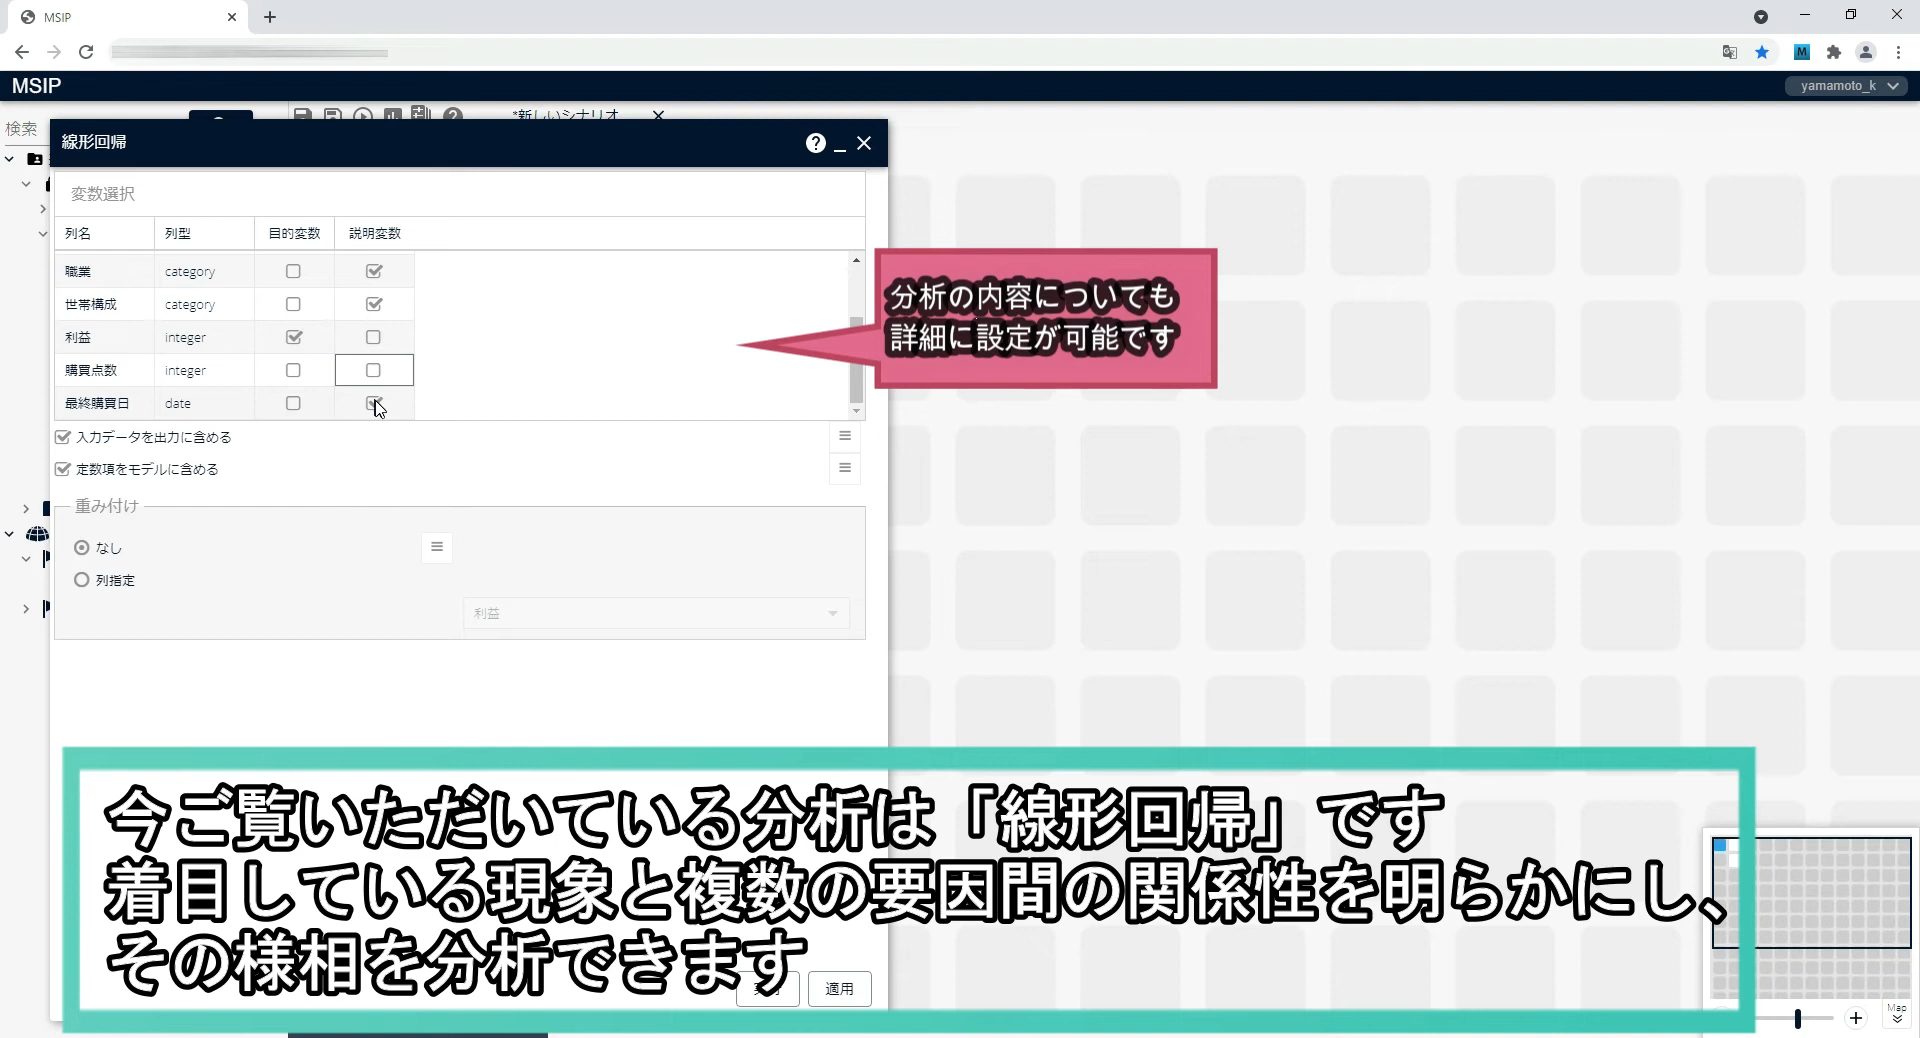 MSIP
MSIP
yamamoto_k
*新しいシナリオ
検索
線形回帰
変数選択
列名 列型 目的変数 説明変数
職業 category
世帯構成 category
利益 integer
購買点数 integer
最終購買日 date
分析の内容についても
詳細に設定が可能です
入力データを出力に含める
定数項をモデルに含める
重み付け
なし
列指定
利益
今ご覧いただいている分析は「線形回帰」です
着目している現象と複数の要因間の関係性を明らかにし、
その様相を分析できます
適用
Map